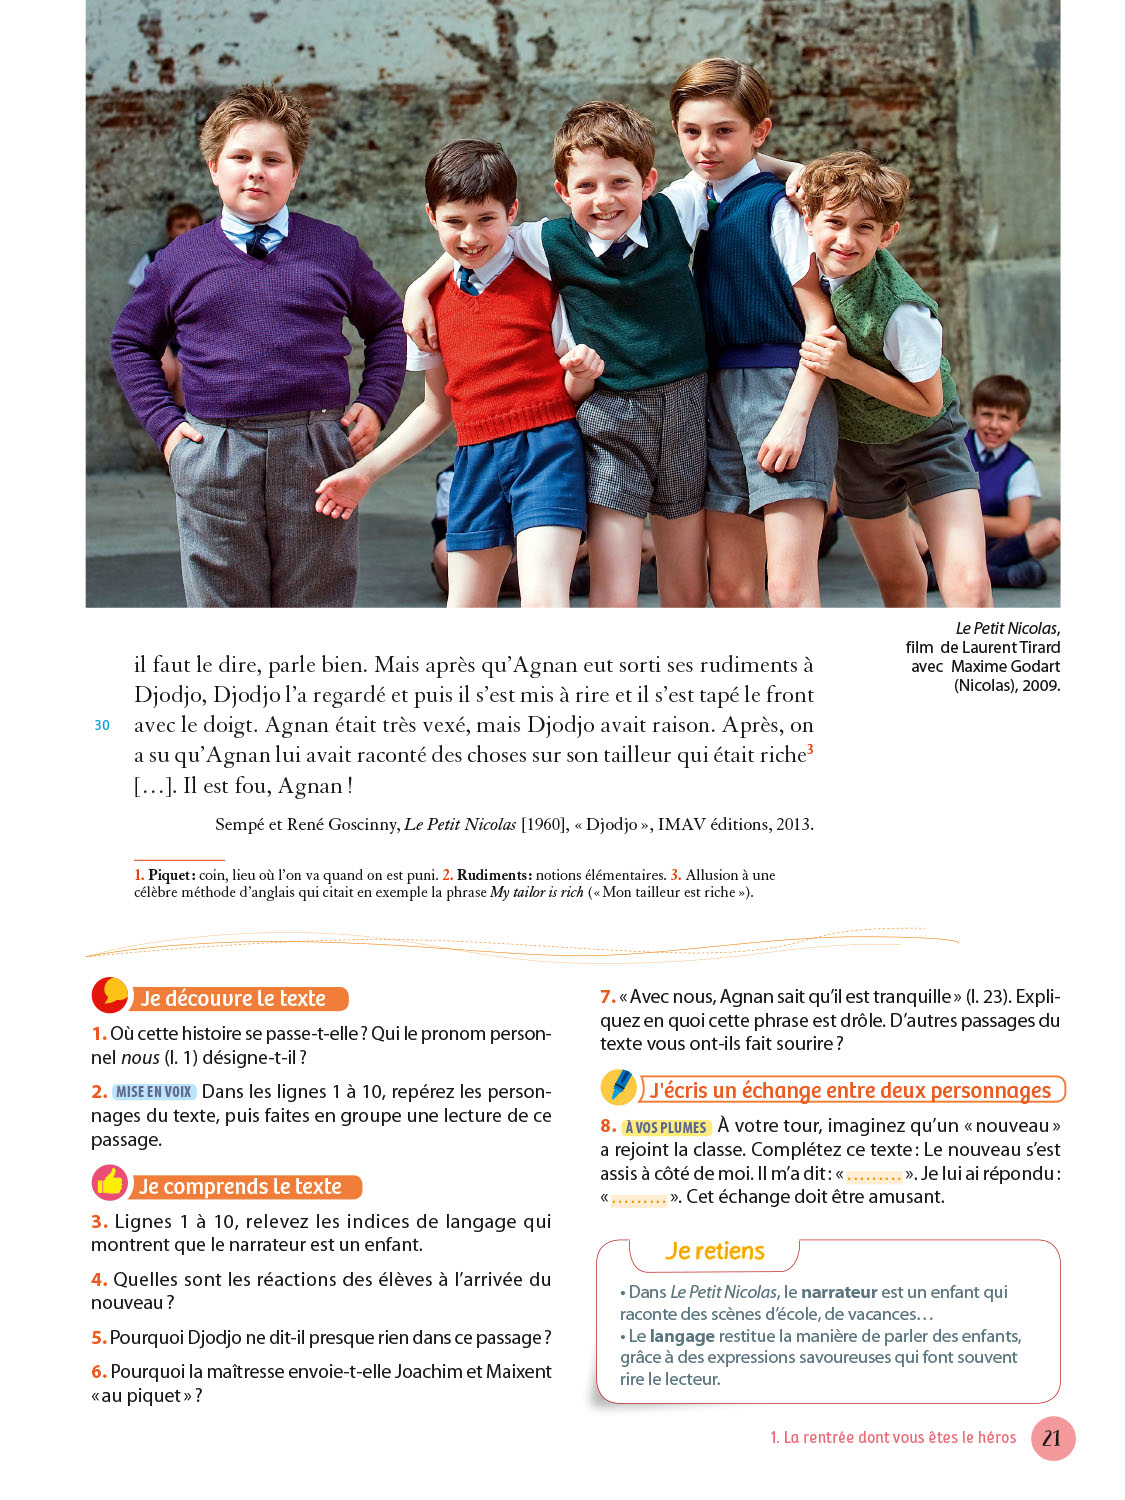 Le Petit Nicolas,
film de Laurent Tirard
avec Maxime Godart
(Nicolas), 2009.
il faut le dire, parle bien. Mais après qu’Agnan eut sorti ses rudiments à
Djodjo, Djodjo l’a regardé et puis il s’est mis à rire et il s’est tapé le front
30 avec le doigt. Agnan était très vexé, mais Djodjo avait raison. Après, on
a su qu’Agnan lui avait raconté des choses sur son tailleur qui était riche3
[…]. Il est fou, Agnan !
Sempé et René Goscinny, Le Petit Nicolas [1960], « Djodjo », IMAV éditions, 2013.
1. Piquet : coin, lieu où l’on va quand on est puni. 2. Rudiments : notions élémentaires. 3. Allusion à une
célèbre méthode d’anglais qui citait en exemple la phrase My tailor is rich (« Mon tailleur est riche »).
Je découvre le texte
1. Où cette histoire se passe-t-elle ? Qui le pronom person-
nel nous (l. 1) désigne-t-il ?
2. MISE EN VOIX Dans les lignes 1 à 10, repérez les person-
nages du texte, puis faites en groupe une lecture de ce
passage.
Je comprends le texte
3. Lignes 1 à 10, relevez les indices de langage qui
montrent que le narrateur est un enfant.
4. Quelles sont les réactions des élèves à l’arrivée du
nouveau ?
5. Pourquoi Djodjo ne dit-il presque rien dans ce passage ?
6. Pourquoi la maîtresse envoie-t-elle Joachim et Maixent
« au piquet » ?
7. « Avec nous, Agnan sait qu’il est tranquille » (l. 23). Expli-
quez en quoi cette phrase est drôle. D’autres passages du
texte vous ont-ils fait sourire ?
J'écris un échange entre deux personnages
8. À VOS PLUMES À votre tour, imaginez qu’un « nouveau »
a rejoint la classe. Complétez ce texte : Le nouveau s’est
assis à côté de moi. Il m’a dit : « ……… ». Je lui ai répondu :
« ……… ». Cet échange doit être amusant.
Je retiens
• Dans Le Petit Nicolas, le narrateur est un enfant qui
raconte des scènes d’école, de vacances…
• Le langage restitue la manière de parler des enfants,
grâce à des expressions savoureuses qui font souvent
rire le lecteur.
1. La rentrée dont vous êtes le héros 21